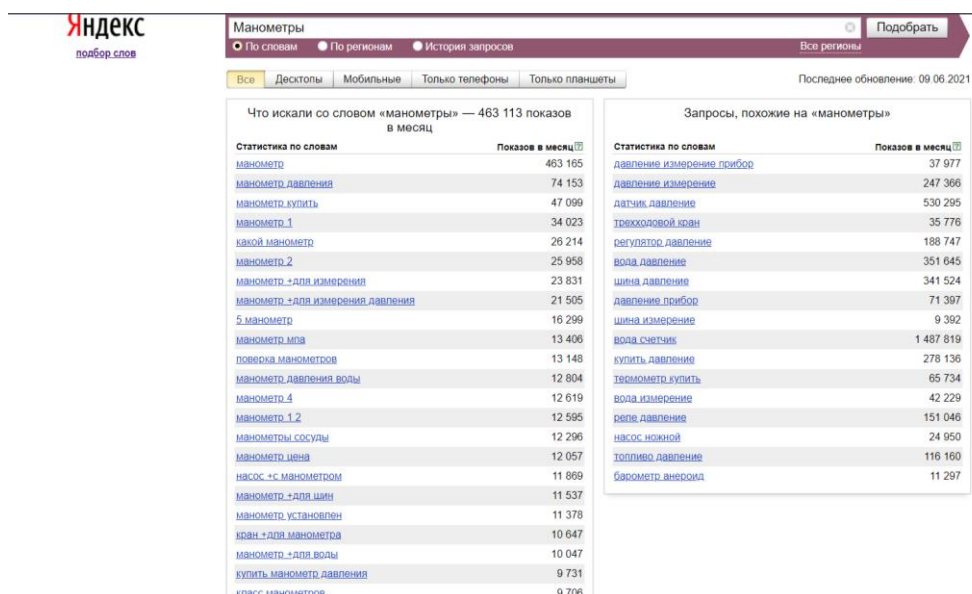 Яндекс
подбор слов
Манометры
Подобрать
По словам По регионам История запросов Все регионы
Все Десктопы Мобильные Только телефоны Только планшеты
Последнее обновление: 09.06.2021
Что искали со словом «манометры» — 463 113 показов
в месяц
Статистика по словам Показов в месяц ?
манометр 463 165
манометр давления 74 153
манометр купить 47 099
манометр 1 34 023
какой манометр 26 214
манометр 2 25 958
манометр +для измерения 23 831
манометр +для измерения давления 21 505
5 манометр 16 299
манометр мпа 13 406
поверка манометров 13 148
манометр давления воды 12 804
манометр 4 12 619
манометр 1 2 12 595
манометры сосуды 12 296
манометр цена 12 057
насос +с манометром 11 869
манометр +для шин 11 537
манометр установлен 11 378
кран +для манометра 10 647
манометр +для воды 10 047
купить манометр давления 9 731
класс манометров 9 706
Запросы, похожие на «манометры»
Статистика по словам Показов в месяц ?
давление измерение прибор 37 977
давление измерение 247 366
датчик давление 530 295
трехходовой кран 35 776
регулятор давление 188 747
вода давление 351 645
шина давление 341 524
давление прибор 71 397
шина измерение 9 392
вода счетчик 1 487 819
купить давление 278 136
термометр купить 65 734
вода измерение 42 229
реле давление 151 046
насос ножной 24 950
топливо давление 116 160
барометр анероид 11 297